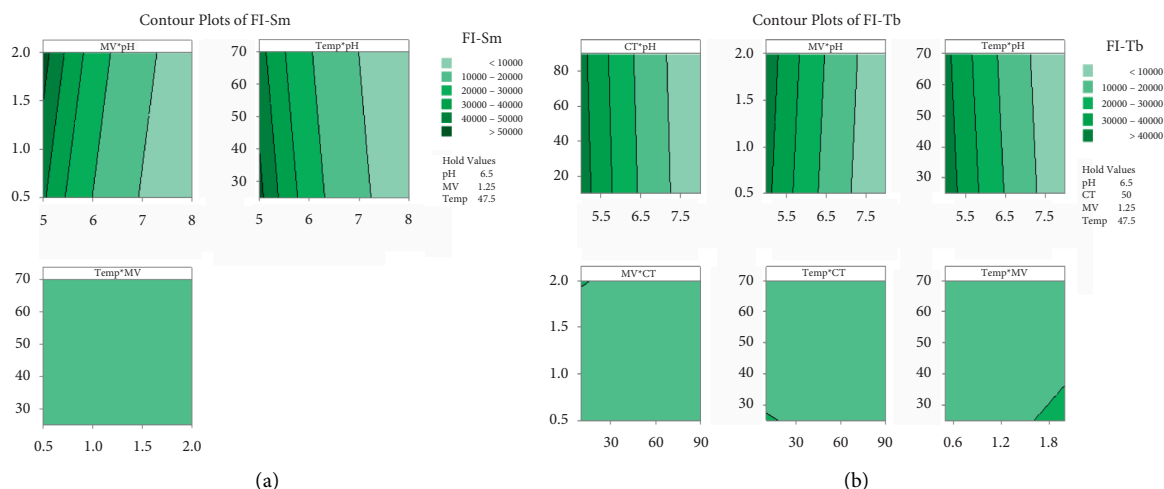 Contour Plots of FI-Sm
MV*pH
2.0
1.5
1.0
0.5
5 6 7 8
Temp*pH
70
60
50
40
30
5 6 7 8
FI-Sm
< 10000
10000 – 20000
20000 – 30000
30000 – 40000
40000 – 50000
> 50000
Hold Values
pH 6.5
MV 1.25
Temp 47.5
Temp*MV
70
60
50
40
30
0.5 1.0 1.5 2.0
(a)
Contour Plots of FI-Tb
CT*pH
80
60
40
20
5.5 6.5 7.5
MV*pH
2.0
1.5
1.0
0.5
5.5 6.5 7.5
Temp*pH
70
60
50
40
30
5.5 6.5 7.5
FI-Tb
< 10000
10000 – 20000
20000 – 30000
30000 – 40000
> 40000
Hold Values
pH 6.5
CT 50
MV 1.25
Temp 47.5
MV*CT
2.0
1.5
1.0
0.5
30 60 90
Temp*CT
70
60
50
40
30
30 60 90
Temp*MV
70
60
50
40
30
0.6 1.2 1.8
(b)